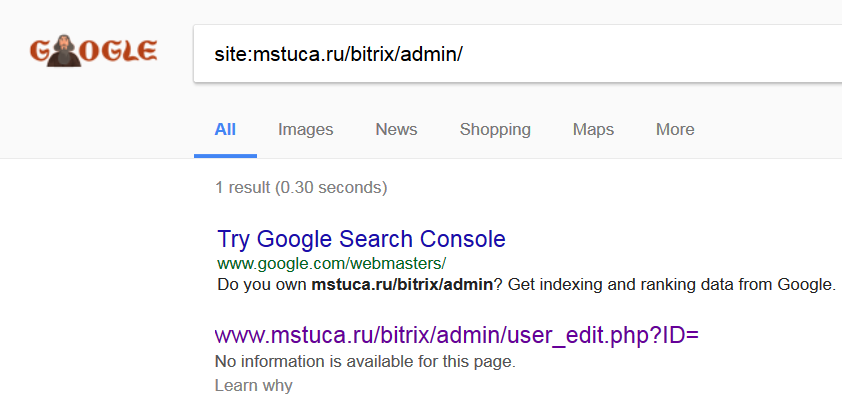 GOOGLE
site:mstuca.ru/bitrix/admin/
All Images News Shopping Maps More
1 result (0.30 seconds)
Try Google Search Console
www.google.com/webmasters/
Do you own mstuca.ru/bitrix/admin? Get indexing and ranking data from Google.
www.mstuca.ru/bitrix/admin/user_edit.php?ID=
No information is available for this page.
Learn why